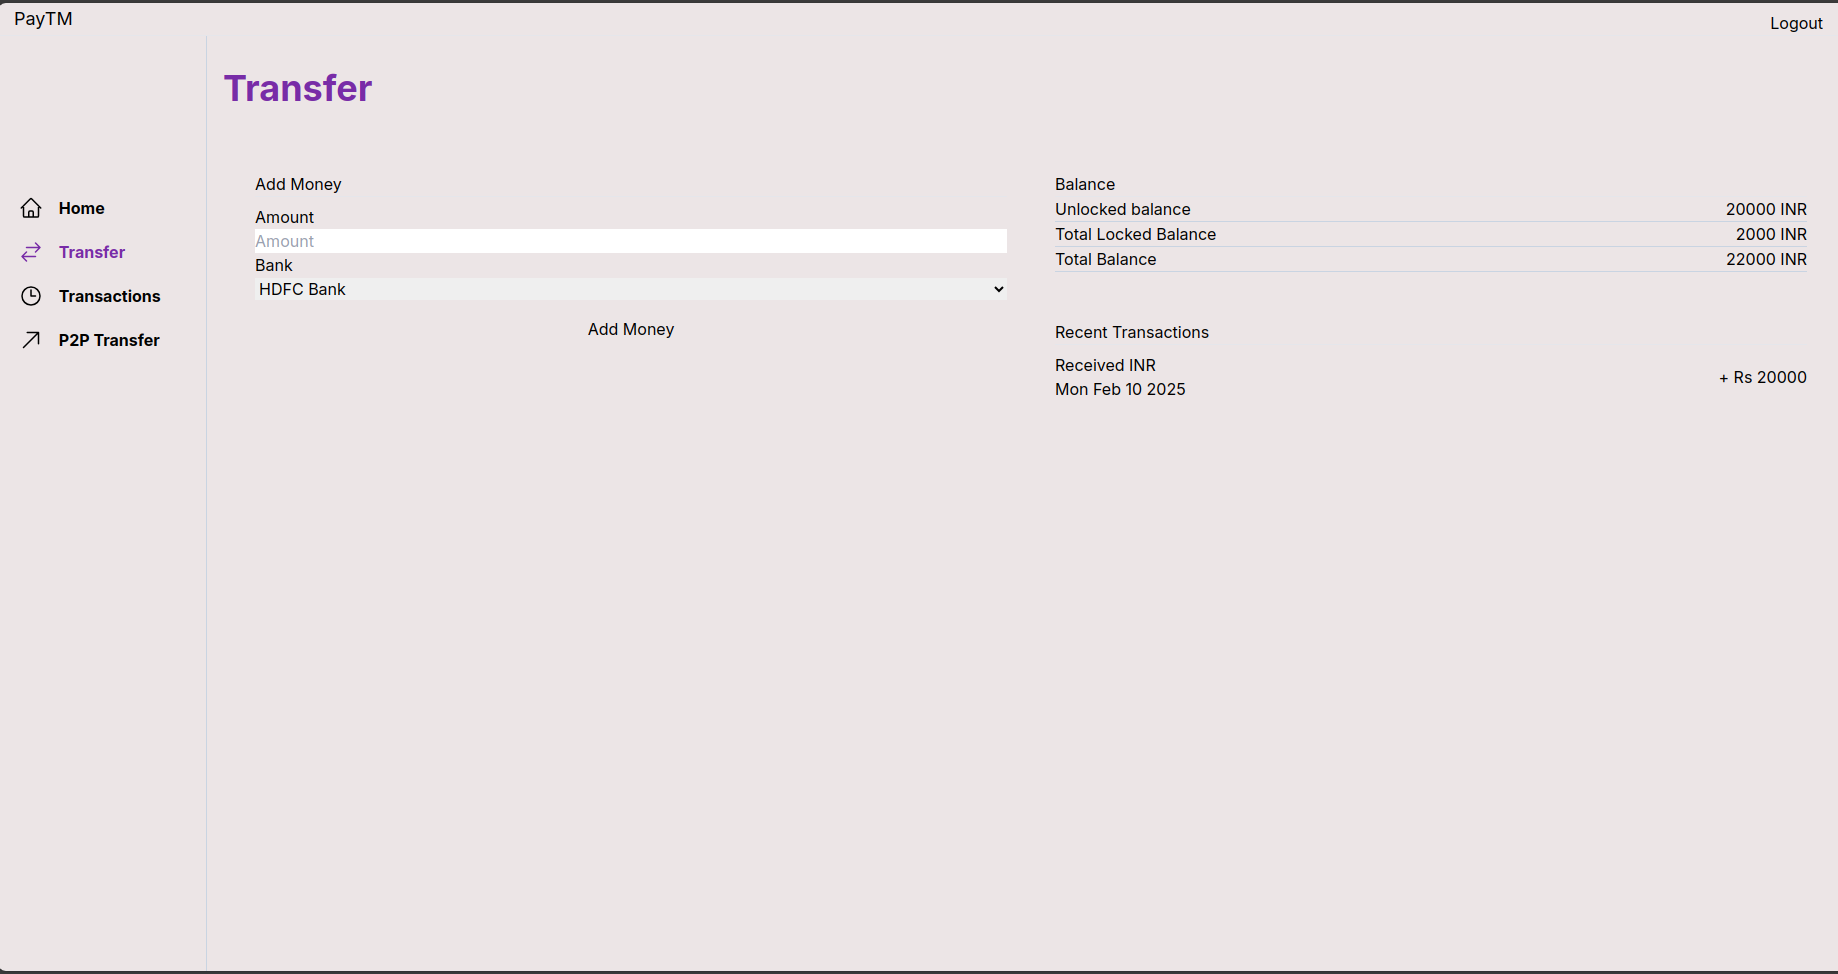 PayTM
Logout
Transfer
Home
Transfer
Transactions
P2P Transfer
Add Money
Amount
Amount
Bank
HDFC Bank
Add Money
Balance
Unlocked balance 20000 INR
Total Locked Balance 2000 INR
Total Balance 22000 INR
Recent Transactions
Received INR
Mon Feb 10 2025
+ Rs 20000